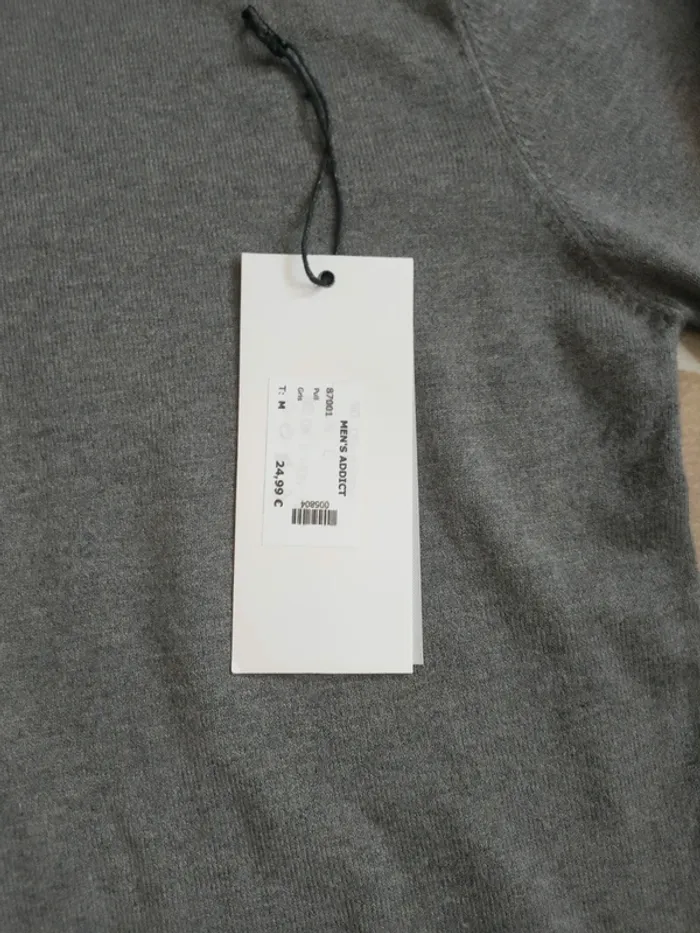 MEN'S ADDICT
87001
Pull
Gris
T: M
24,99 €
005804